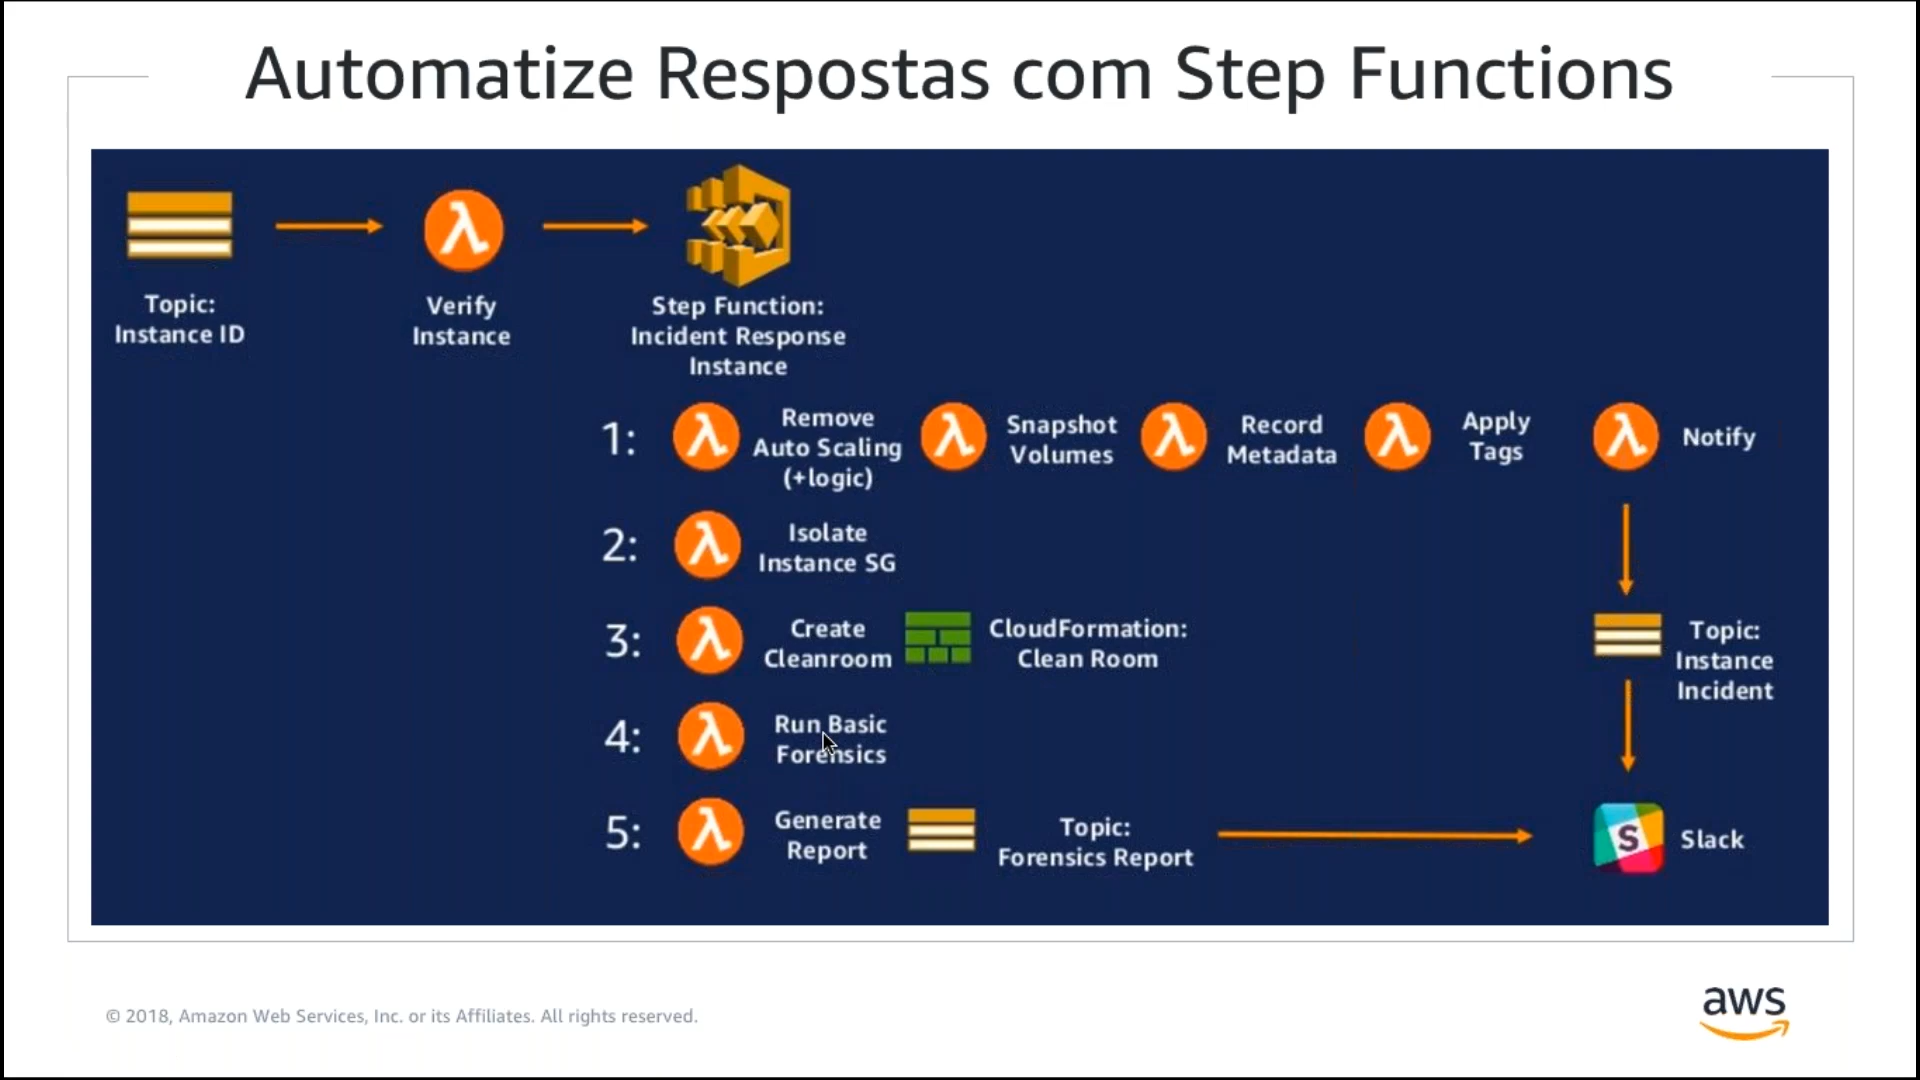 Automatize Respostas com Step Functions
Topic:
Instance ID
Verify
Instance
Step Function:
Incident Response
Instance
1:
Remove
Auto Scaling
(+logic)
Snapshot
Volumes
Record
Metadata
Apply
Tags
Notify
2:
Isolate
Instance SG
3:
Create
Cleanroom
CloudFormation:
Clean Room
Topic:
Instance
Incident
4:
Run Basic
Forensics
5:
Generate
Report
Topic:
Forensics Report
S
Slack
© 2018, Amazon Web Services, Inc. or its Affiliates. All rights reserved.
aws